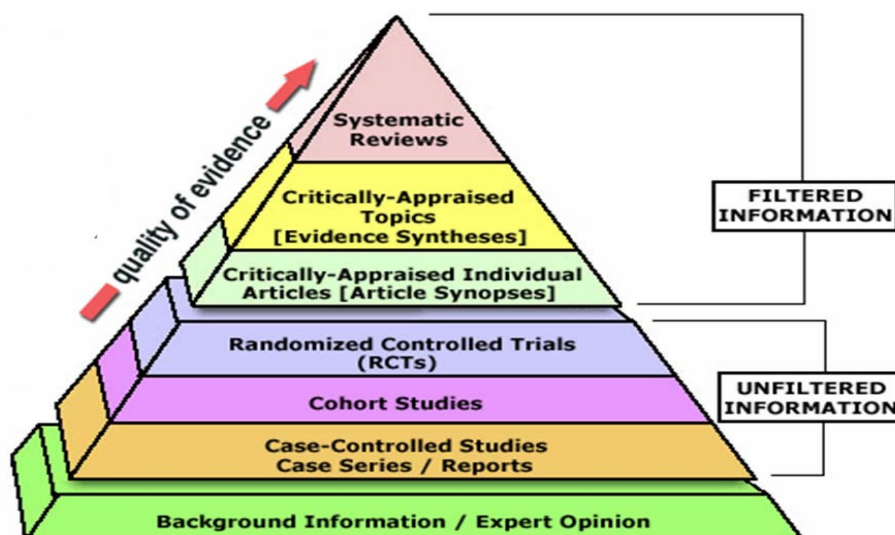 quality of evidence
Systematic
Reviews
Critically-Appraised
Topics
[Evidence Syntheses]
Critically-Appraised Individual
Articles [Article Synopses]
FILTERED
INFORMATION
Randomized Controlled Trials
(RCTs)
Cohort Studies
Case-Controlled Studies
Case Series / Reports
UNFILTERED
INFORMATION
Background Information / Expert Opinion